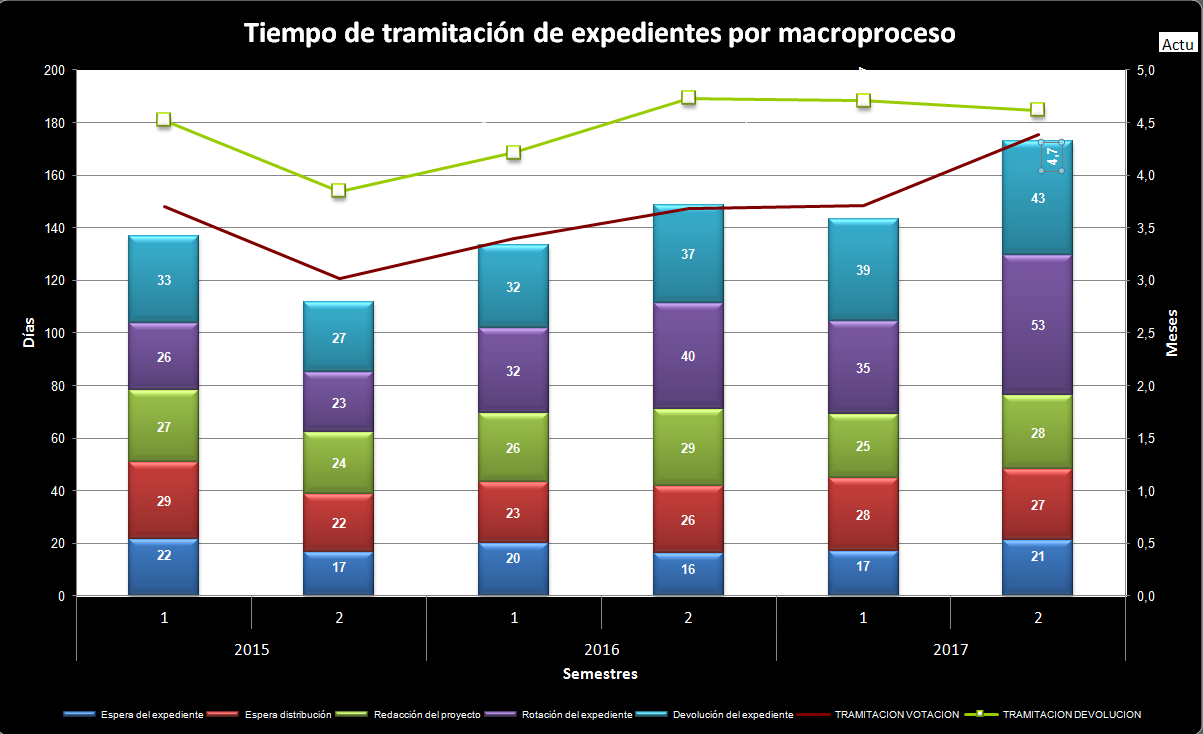 Tiempo de tramitación de expedientes por macroproceso
Actu
200 5,0
180 4,5
160 4,0
140 3,5
120 3,0
100 2,5
80 2,0
60 1,5
40 1,0
20 0,5
0 0,0
Días
Meses
4,7
33 27 32 37 39 43
26 23 32 40 35 53
27 24 26 29 25 28
29 22 23 26 28 27
22 17 20 16 17 21
1 2 1 2 1 2
2015 2016 2017
Semestres
Espera del expediente Espera distribución Redacción del proyecto Rotación del expediente Devolución del expediente TRAMITACION VOTACION TRAMITACION DEVOLUCION